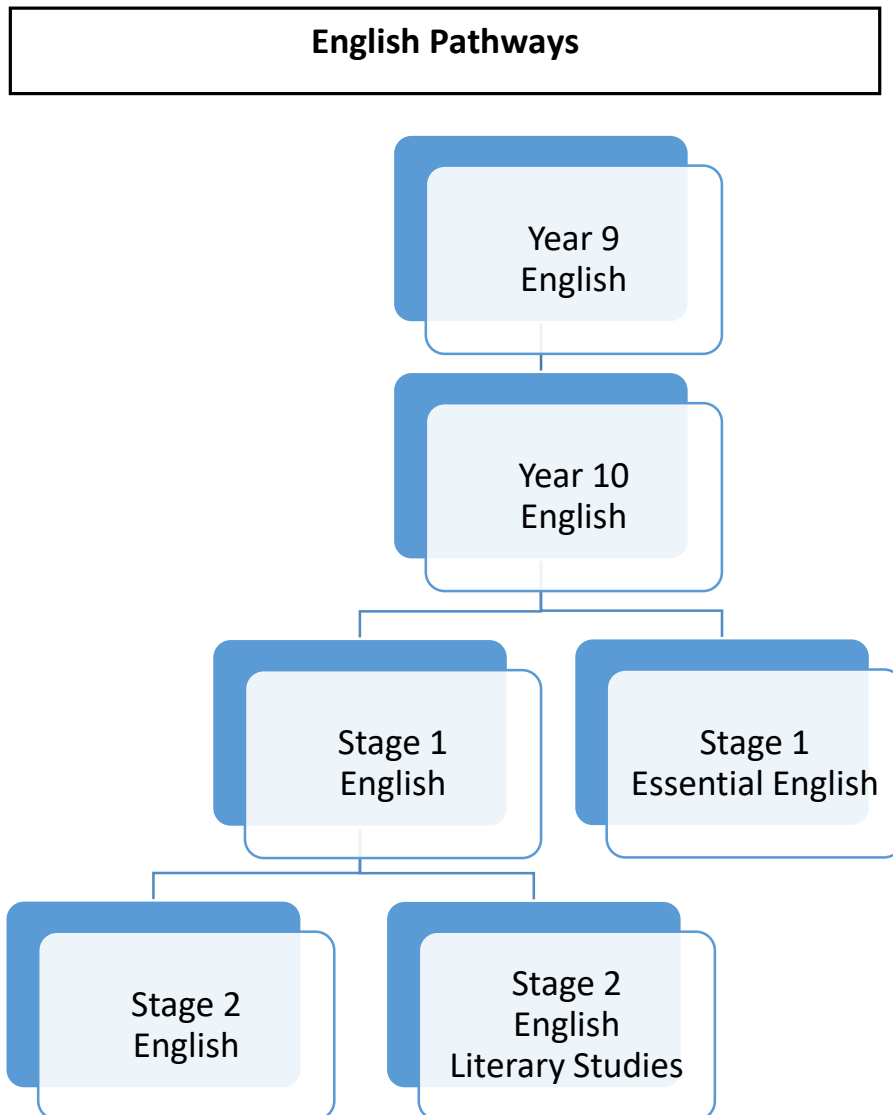 English Pathways
Year 9
English
Year 10
English
Stage 1
English
Stage 1
Essential English
Stage 2
English
Stage 2
English
Literary Studies